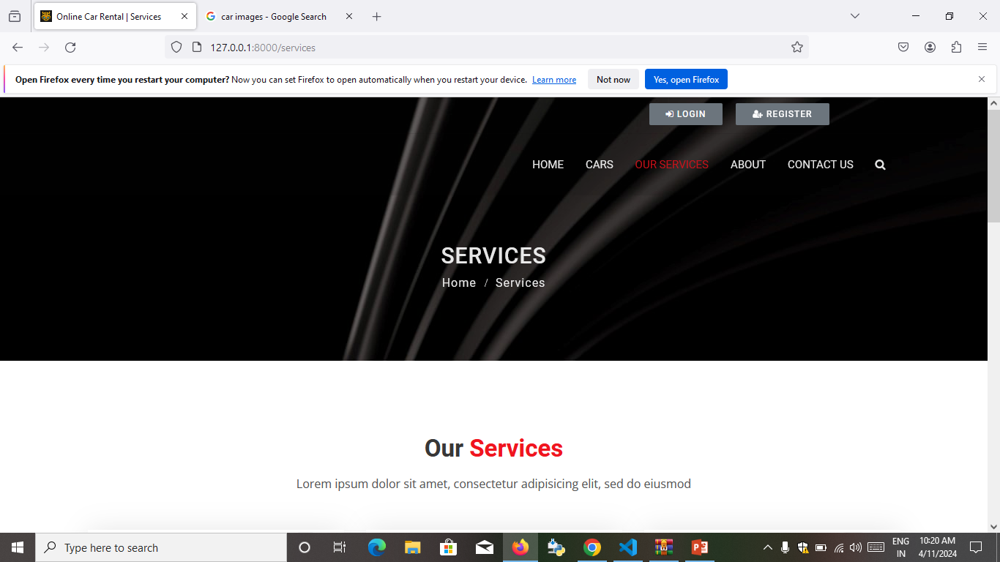 Online Car Rental | Services
car images - Google Search
127.0.0.1:8000/services
Open Firefox every time you restart your computer? Now you can set Firefox to open automatically when you restart your device. Learn more Not now Yes, open Firefox
LOGIN REGISTER
HOME CARS OUR SERVICES ABOUT CONTACT US
SERVICES
Home / Services
Our Services
Lorem ipsum dolor sit amet, consectetur adipisicing elit, sed do eiusmod
Type here to search
ENG
IN
10:20 AM
4/11/2024